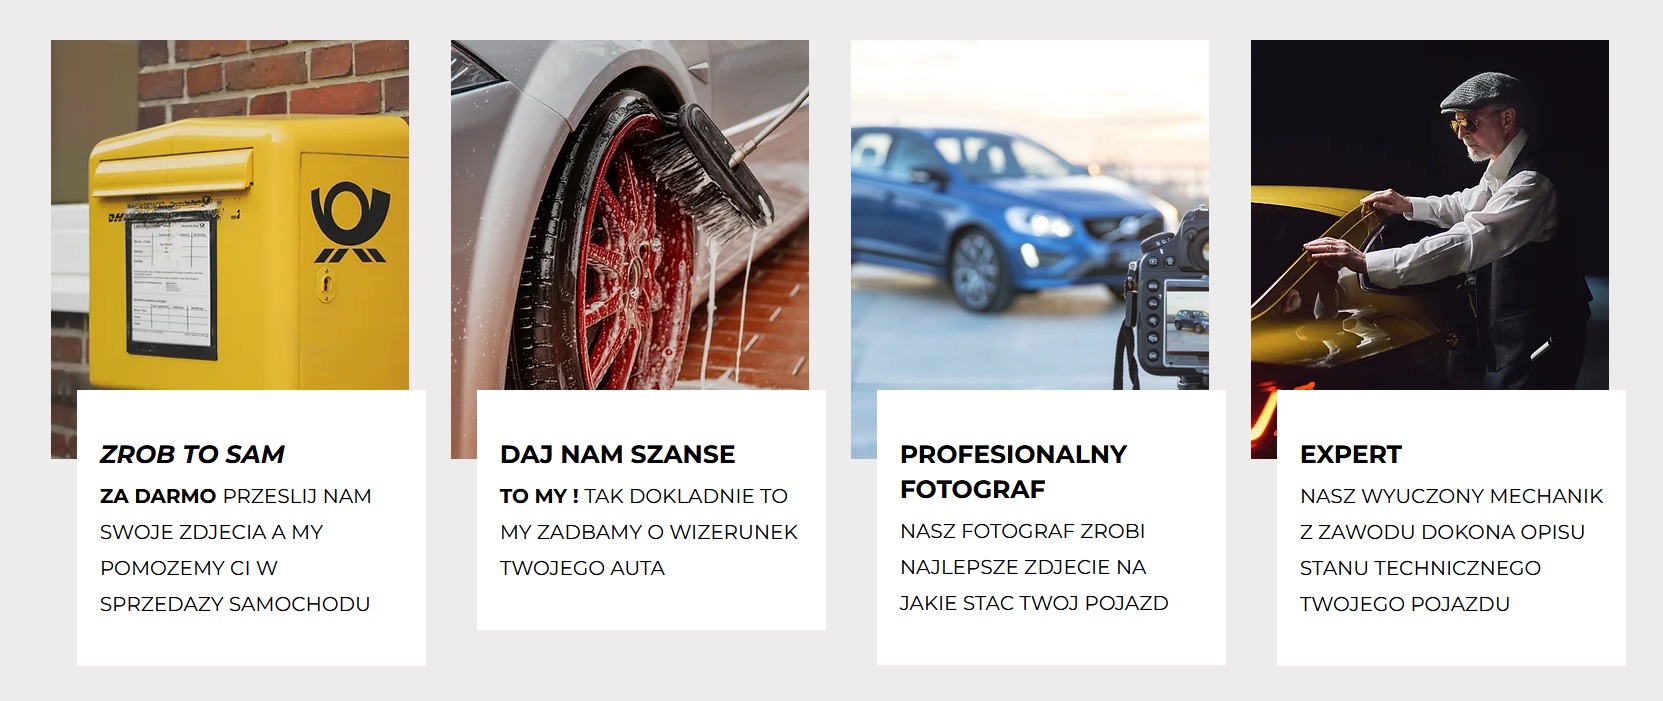 ZROB TO SAM
ZA DARMO PRZESLIJ NAM
SWOJE ZDJECIA A MY
POMOZEMY CI W
SPRZEDAZY SAMOCHODU
DAJ NAM SZANSE
TO MY ! TAK DOKLADNIE TO
MY ZADBAMY O WIZERUNEK
TWOJEGO AUTA
PROFESIONALNY
FOTOGRAF
NASZ FOTOGRAF ZROBI
NAJLEPSZE ZDJECIE NA
JAKIE STAC TWOJ POJAZD
EXPERT
NASZ WYUCZONY MECHANIK
Z ZAWODU DOKONA OPISU
STANU TECHNICZNEGO
TWOJEGO POJAZDU